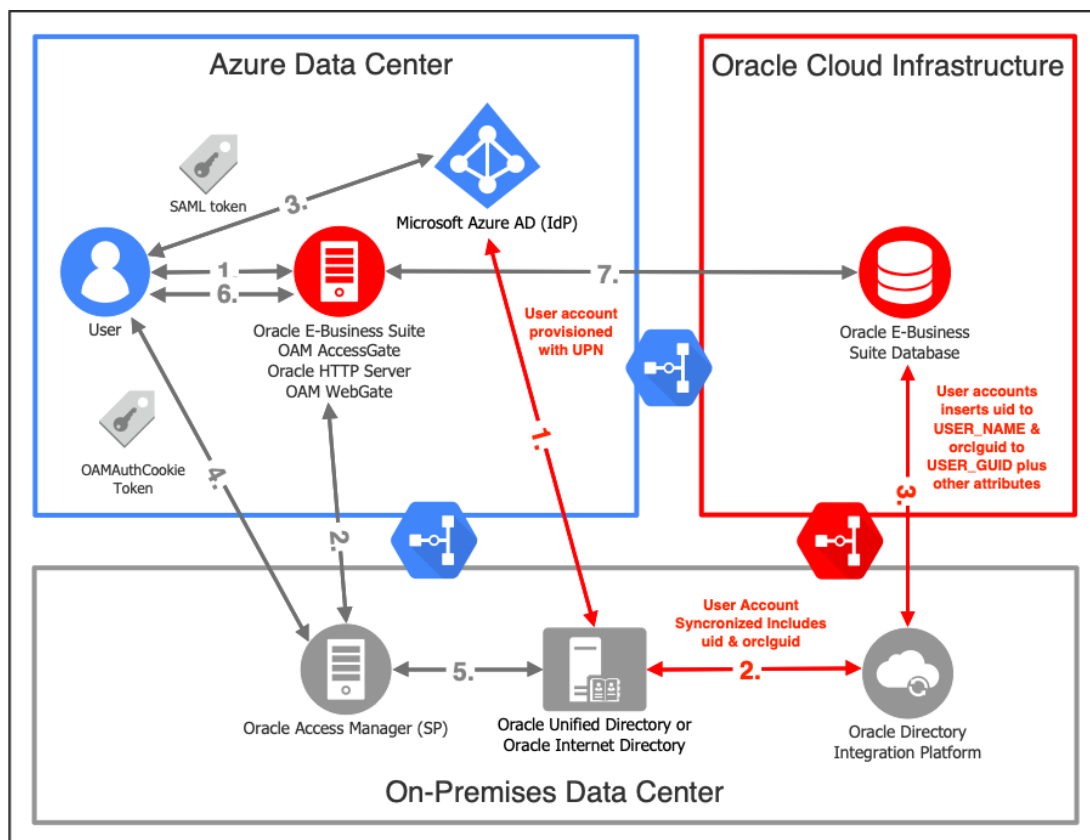 Azure Data Center
Oracle Cloud Infrastructure
SAML token
3.
Microsoft Azure AD (IdP)
1.
6.
7.
User
Oracle E-Business Suite
OAM AccessGate
Oracle HTTP Server
OAM WebGate
User account
provisioned
with UPN
Oracle E-Business
Suite Database
User accounts
inserts uid to
USER_NAME &
orclguid to
USER_GUID plus
other attributes
OAMAuthCookie
Token
4.
2.
1.
3.
User Account
Syncronized Includes
uid & orclguid
5.
2.
Oracle Access Manager (SP)
Oracle Unified Directory or
Oracle Internet Directory
Oracle Directory
Integration Platform
On-Premises Data Center